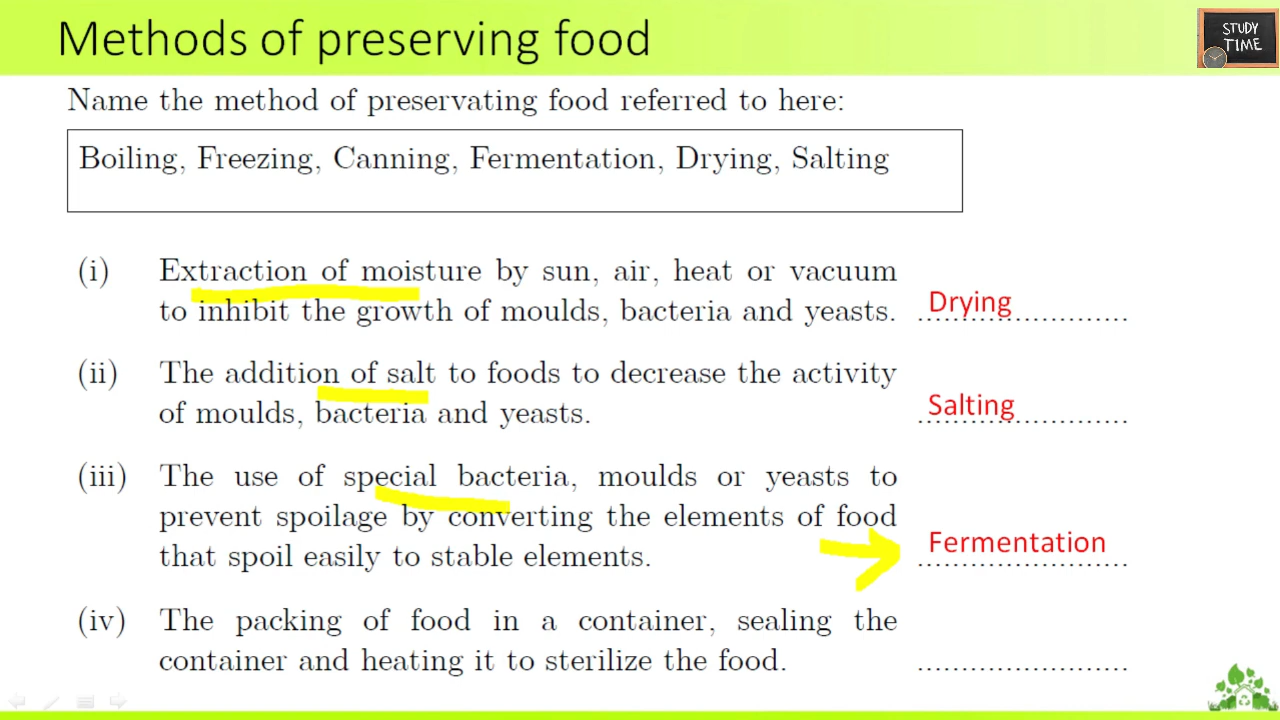 Methods of preserving food
STUDY
TIME
Name the method of preservating food referred to here:
Boiling, Freezing, Canning, Fermentation, Drying, Salting
(i) Extraction of moisture by sun, air, heat or vacuum
to inhibit the growth of moulds, bacteria and yeasts. Drying
(ii) The addition of salt to foods to decrease the activity
of moulds, bacteria and yeasts. Salting
(iii) The use of special bacteria, moulds or yeasts to
prevent spoilage by converting the elements of food
that spoil easily to stable elements. Fermentation
(iv) The packing of food in a container, sealing the
container and heating it to sterilize the food. ........................